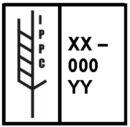 IPPC
XX –
000
YY